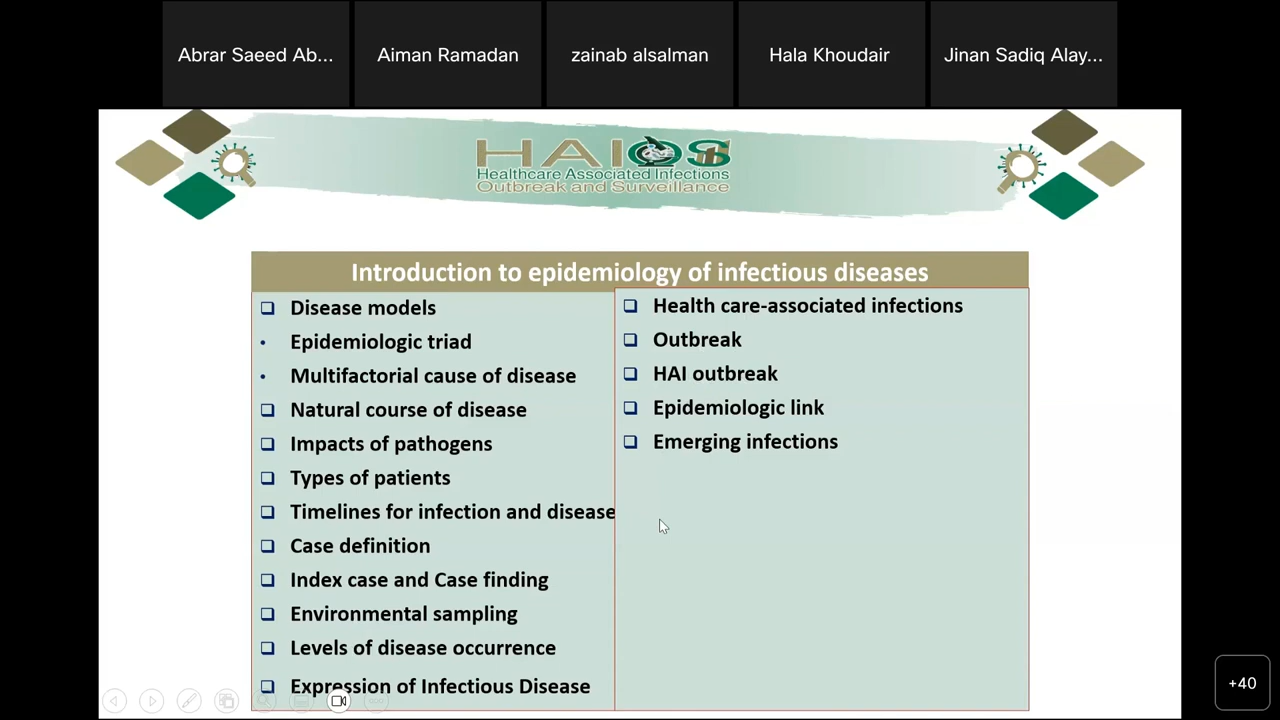 Abrar Saeed Ab...
Aiman Ramadan
zainab alsalman
Hala Khoudair
Jinan Sadiq Alay...
HAIOS
Healthcare Associated Infections
Outbreak and Surveillance
Introduction to epidemiology of infectious diseases
❑ Disease models
• Epidemiologic triad
• Multifactorial cause of disease
❑ Natural course of disease
❑ Impacts of pathogens
❑ Types of patients
❑ Timelines for infection and disease
❑ Case definition
❑ Index case and Case finding
❑ Environmental sampling
❑ Levels of disease occurrence
❑ Expression of Infectious Disease
❑ Health care-associated infections
❑ Outbreak
❑ HAI outbreak
❑ Epidemiologic link
❑ Emerging infections
+40